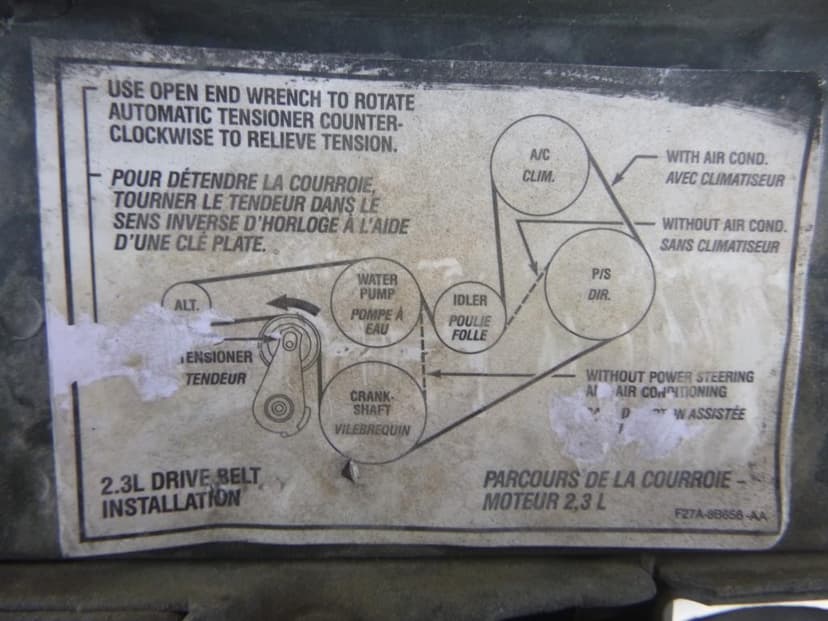 USE OPEN END WRENCH TO ROTATE
AUTOMATIC TENSIONER COUNTER-
CLOCKWISE TO RELIEVE TENSION.
POUR DÉTENDRE LA COURROIE,
TOURNER LE TENDEUR DANS LE
SENS INVERSE D'HORLOGE À L'AIDE
D'UNE CLÉ PLATE.
A/C
CLIM.
WITH AIR COND.
AVEC CLIMATISEUR
WITHOUT AIR COND.
SANS CLIMATISEUR
P/S
DIR.
WATER
PUMP
POMPE À
EAU
IDLER
POULIE
FOLLE
ALT.
TENSIONER
TENDEUR
CRANK-
SHAFT
VILEBREQUIN
WITHOUT POWER STEERING
AIR CONDITIONING
ASSISTÉE
2.3L DRIVE BELT
INSTALLATION
PARCOURS DE LA COURROIE -
MOTEUR 2,3 L
F27A-8B656-AA